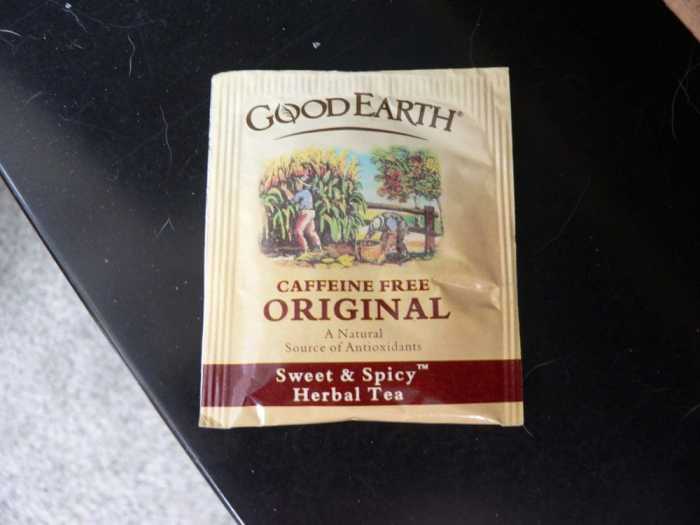 GOOD EARTH®
CAFFEINE FREE
ORIGINAL
A Natural
Source of Antioxidants
Sweet & Spicy™
Herbal Tea